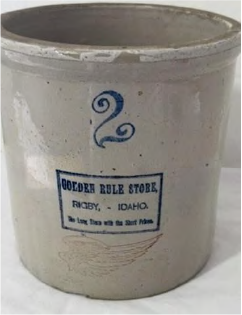 2
GOLDEN RULE STORE,
RIGBY, - IDAHO.
The Long Store with the Short Prices.